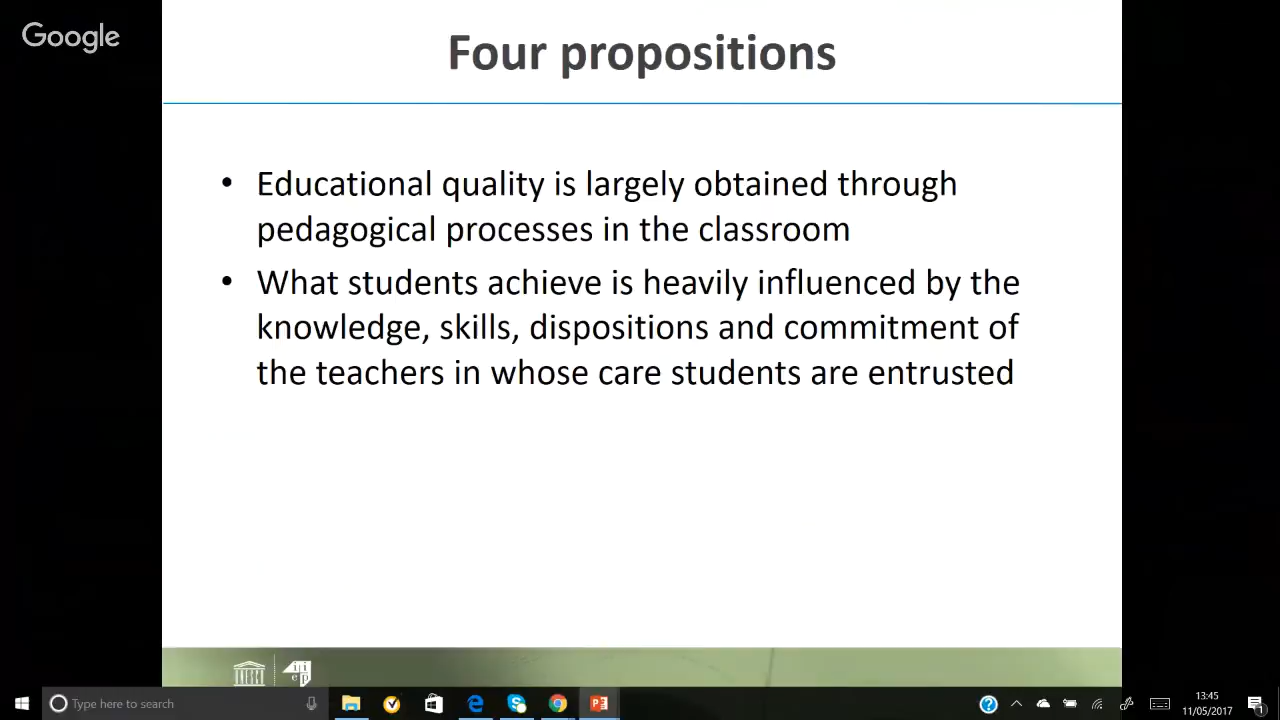 Google
Four propositions
• Educational quality is largely obtained through
pedagogical processes in the classroom
• What students achieve is heavily influenced by the
knowledge, skills, dispositions and commitment of
the teachers in whose care students are entrusted
Type here to search
13:45
11/05/2017